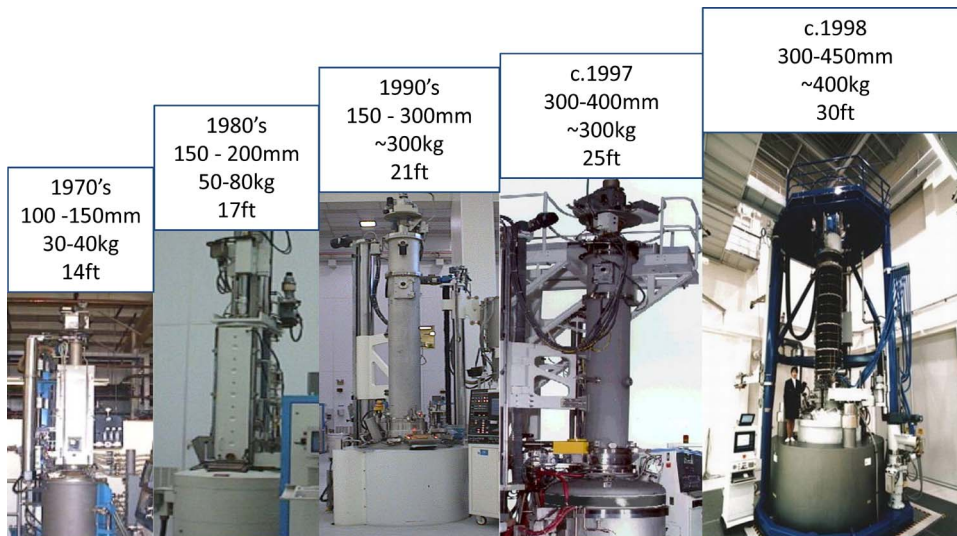 1970's
100 -150mm
30-40kg
14ft
1980's
150 - 200mm
50-80kg
17ft
1990's
150 - 300mm
~300kg
21ft
c.1997
300-400mm
~300kg
25ft
c.1998
300-450mm
~400kg
30ft